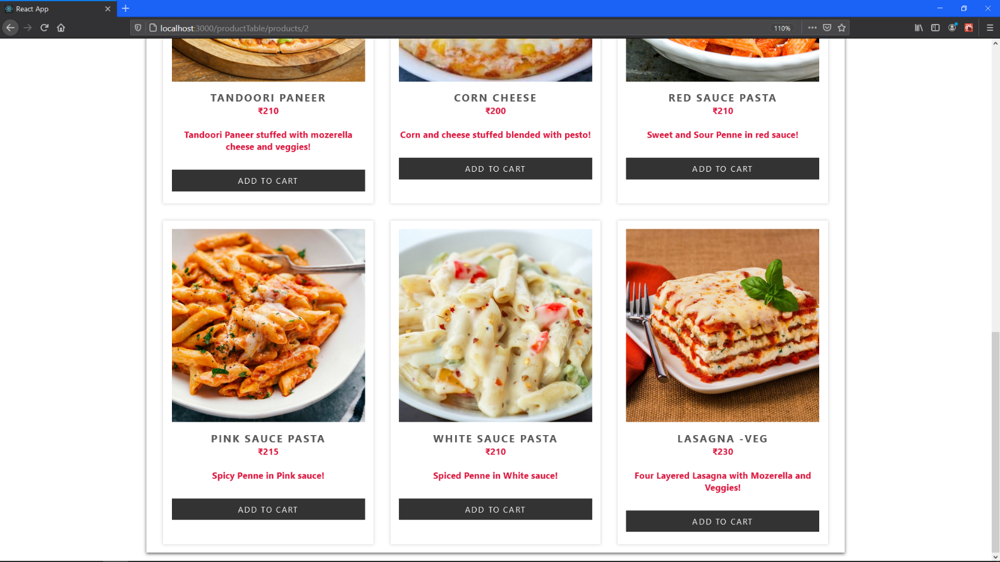 React App
localhost:3000/productTable/products/2
110%
TANDOORI PANEER
₹210
Tandoori Paneer stuffed with mozerella
cheese and veggies!
ADD TO CART
CORN CHEESE
₹200
Corn and cheese stuffed blended with pesto!
ADD TO CART
RED SAUCE PASTA
₹210
Sweet and Sour Penne in red sauce!
ADD TO CART
PINK SAUCE PASTA
₹215
Spicy Penne in Pink sauce!
ADD TO CART
WHITE SAUCE PASTA
₹210
Spiced Penne in White sauce!
ADD TO CART
LASAGNA -VEG
₹230
Four Layered Lasagna with Mozerella and
Veggies!
ADD TO CART